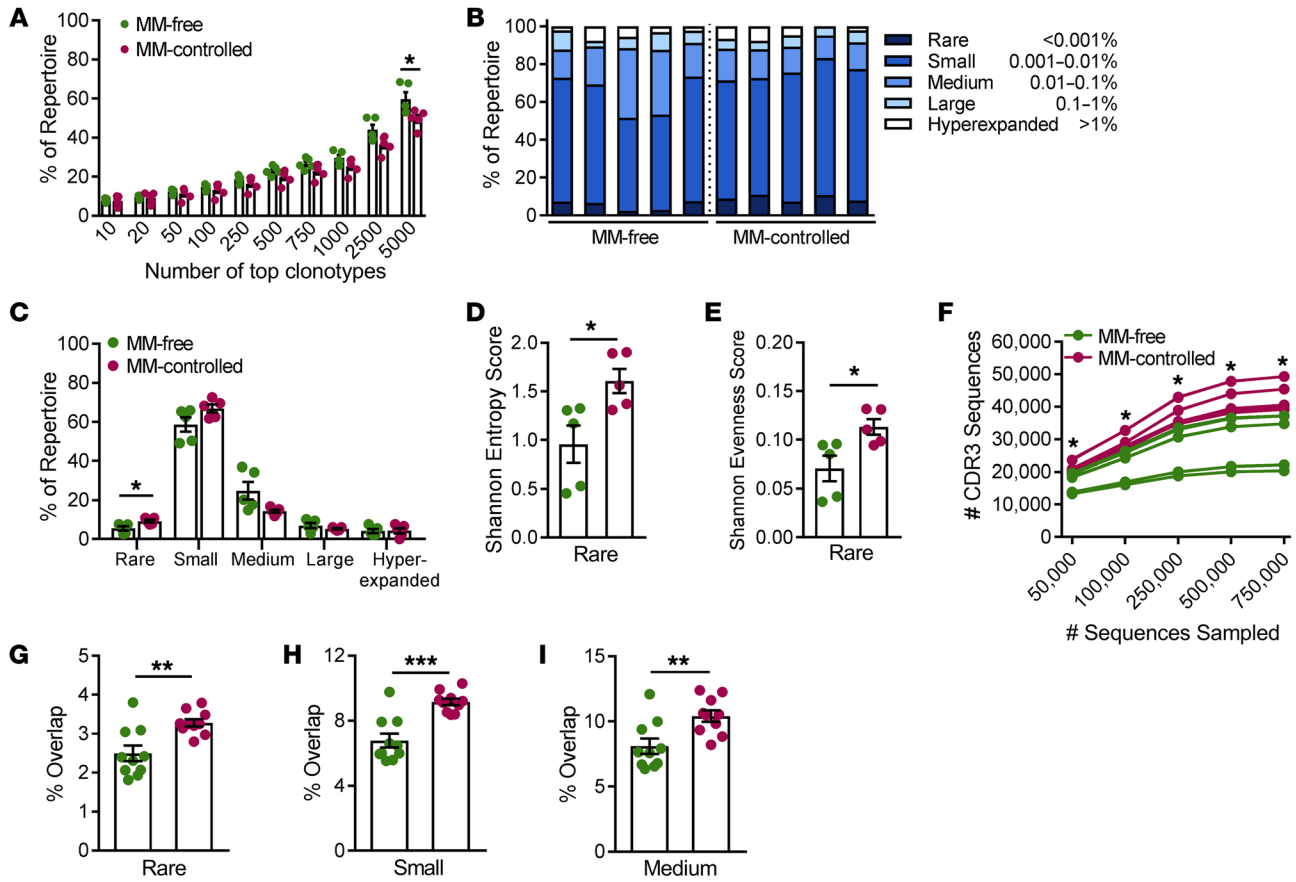 A
MM-free
MM-controlled
% of Repertoire
100
80
60
40
20
0
*
10
20
50
100
250
500
750
1000
2500
5000
Number of top clonotypes
B
% of Repertoire
100
80
60
40
20
0
MM-free
MM-controlled
Rare <0.001%
Small 0.001–0.01%
Medium 0.01–0.1%
Large 0.1–1%
Hyperexpanded >1%
C
MM-free
MM-controlled
% of Repertoire
100
80
60
40
20
0
*
Rare
Small
Medium
Large
Hyper-
expanded
D
Shannon Entropy Score
2.0
1.5
1.0
0.5
0.0
*
Rare
E
Shannon Evenness Score
0.20
0.15
0.10
0.05
0.00
*
Rare
F
MM-free
MM-controlled
# CDR3 Sequences
60,000
50,000
40,000
30,000
20,000
10,000
0
*
*
*
*
*
50,000
100,000
250,000
500,000
750,000
# Sequences Sampled
G
% Overlap
5
4
3
2
1
0
**
Rare
H
% Overlap
12
8
4
0
***
Small
I
% Overlap
15
10
5
0
**
Medium